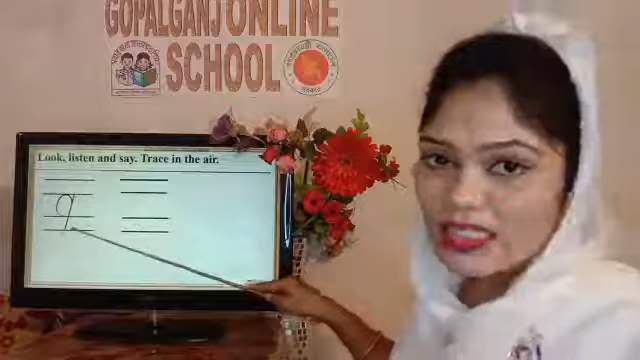 GOPALGANJ ONLINE
SCHOOL
Look, listen and say. Trace in the air.
q